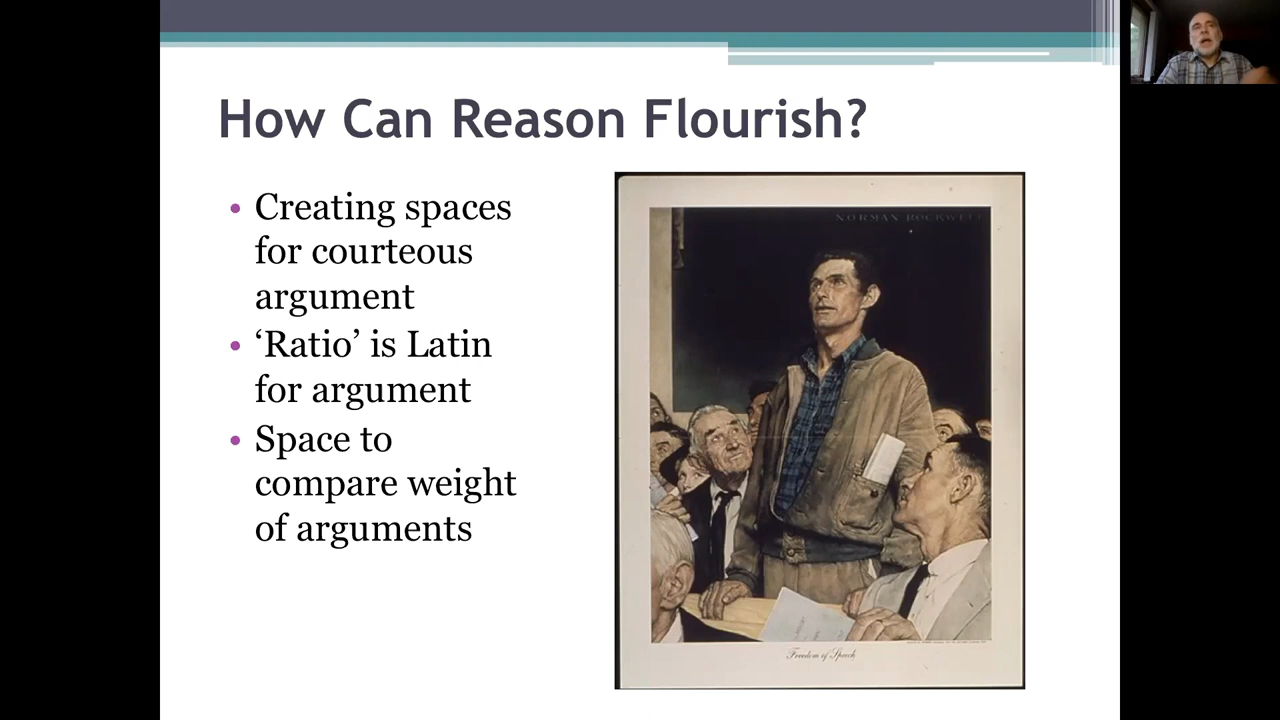 How Can Reason Flourish?
• Creating spaces
for courteous
argument
• ‘Ratio’ is Latin
for argument
• Space to
compare weight
of arguments
NORMAN ROCKWELL
Freedom of Speech